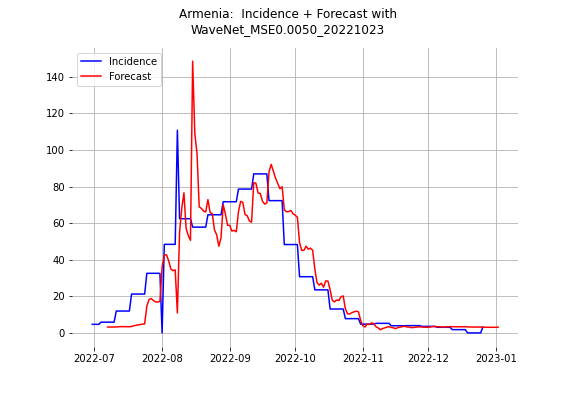 Armenia:  Incidence + Forecast with
WaveNet_MSE0.0050_20221023
Incidence
Forecast
140
120
100
80
60
40
20
0
2022-07 2022-08 2022-09 2022-10 2022-11 2022-12 2023-01